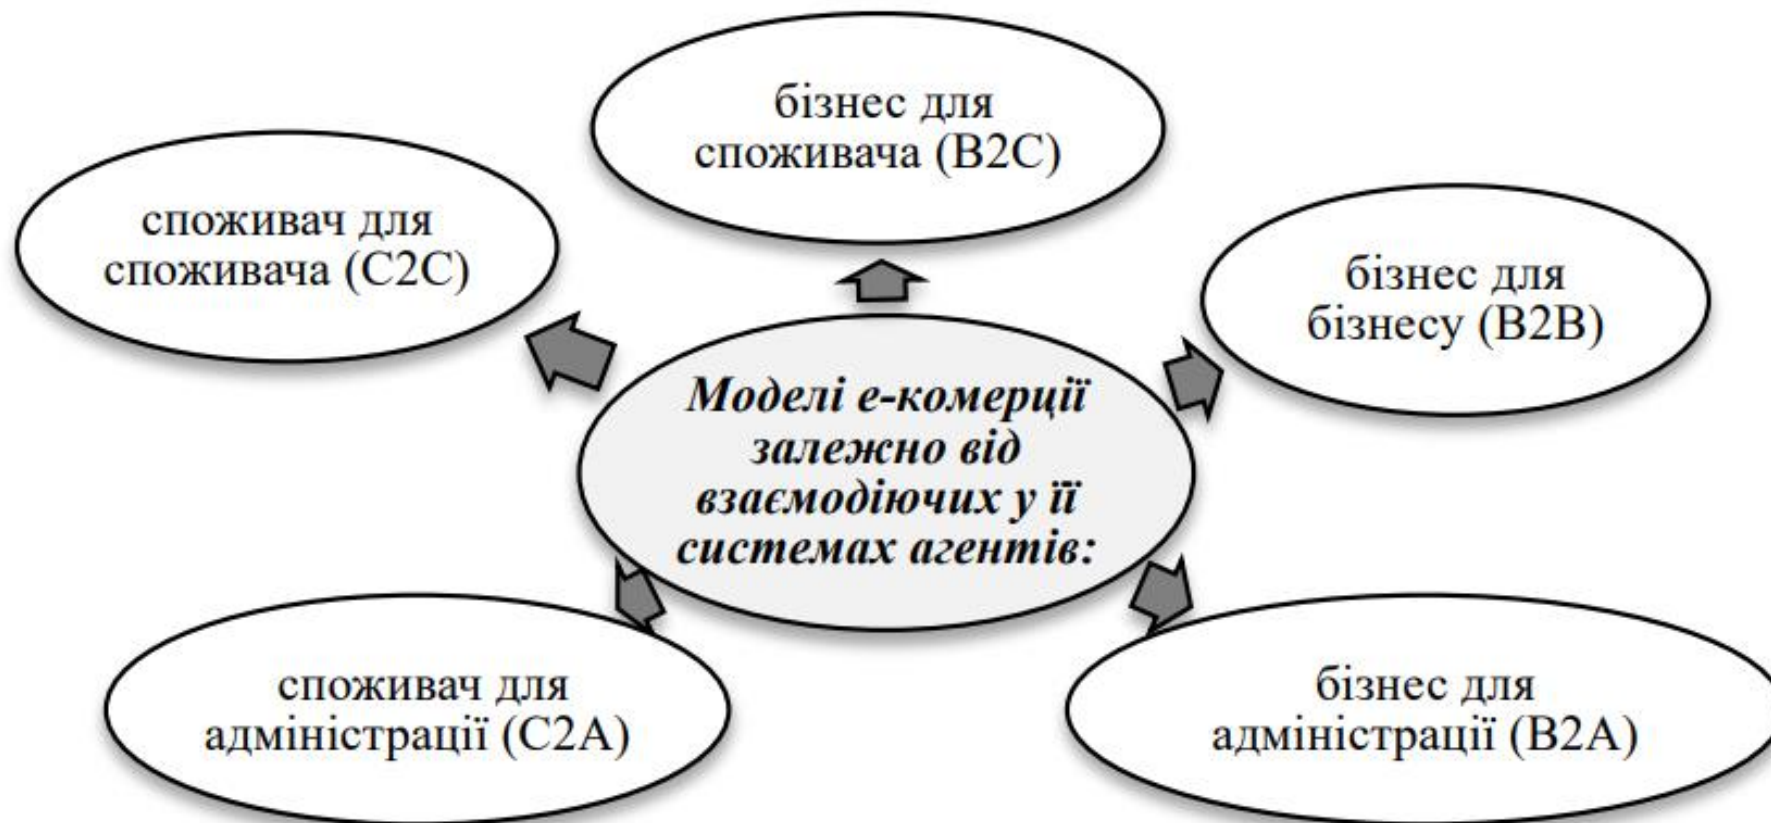 бізнес для
споживача (B2C)
споживач для
споживача (C2C)
бізнес для
бізнесу (B2B)
Моделі е-комерції
залежно від
взаємодіючих у її
системах агентів:
споживач для
адміністрації (C2A)
бізнес для
адміністрації (B2A)